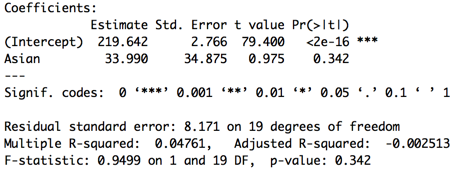 Coefficients:
Estimate Std. Error t value Pr(>|t|)
(Intercept) 219.642 2.766 79.400 <2e-16 ***
Asian 33.990 34.875 0.975 0.342
---
Signif. codes: 0 ‘***’ 0.001 ‘**’ 0.01 ‘*’ 0.05 ‘.’ 0.1 ‘ ’ 1
Residual standard error: 8.171 on 19 degrees of freedom
Multiple R-squared: 0.04761, Adjusted R-squared: -0.002513
F-statistic: 0.9499 on 1 and 19 DF, p-value: 0.342